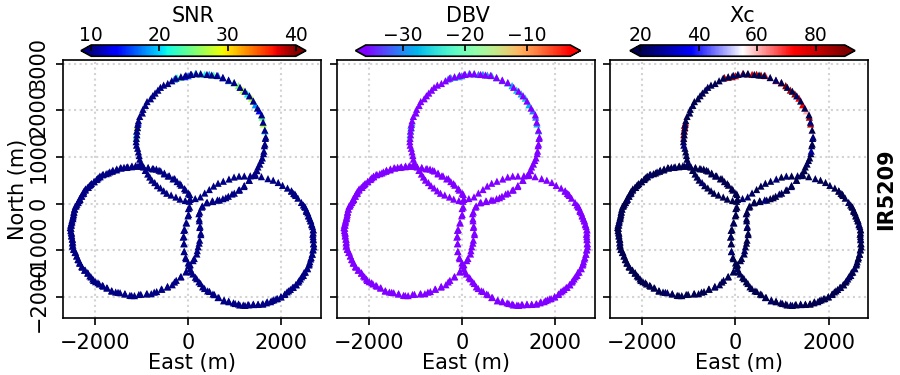 SNR DBV Xc
10 20 30 40 −30 −20 −10 20 40 60 80
3000
2000
1000
0
−1000
−2000
North (m)
IR5209
−2000 0 2000 −2000 0 2000 −2000 0 2000
East (m) East (m) East (m)